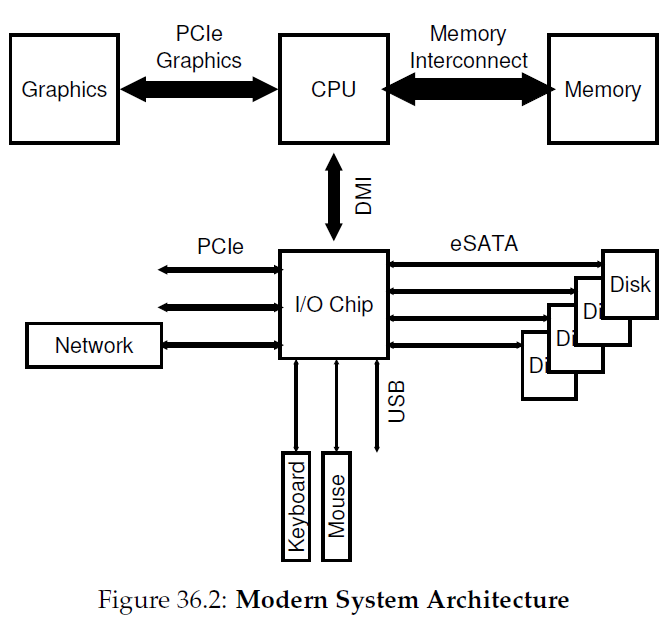 PCIe
Graphics
Memory
Interconnect
Graphics
CPU
Memory
DMI
PCIe
eSATA
I/O Chip
Disk
Di
Di
Di
Network
USB
Keyboard
Mouse
Figure 36.2: Modern System Architecture